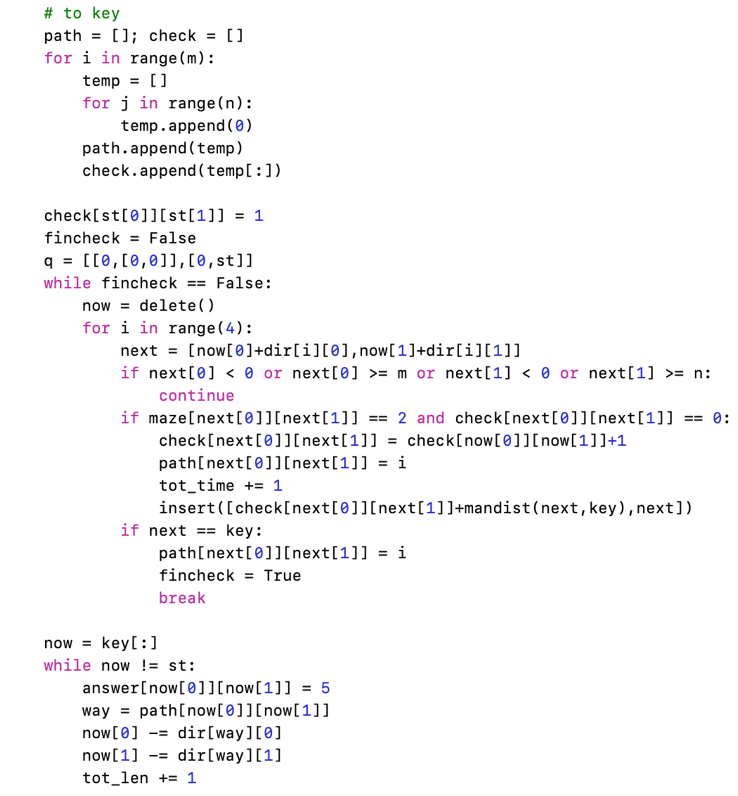 # to key
path = []; check = []
for i in range(m):
    temp = []
    for j in range(n):
        temp.append(0)
    path.append(temp)
    check.append(temp[:])

check[st[0]][st[1]] = 1
fincheck = False
q = [[0,[0,0]],[0,st]]
while fincheck == False:
    now = delete()
    for i in range(4):
        next = [now[0]+dir[i][0],now[1]+dir[i][1]]
        if next[0] < 0 or next[0] >= m or next[1] < 0 or next[1] >= n:
            continue
        if maze[next[0]][next[1]] == 2 and check[next[0]][next[1]] == 0:
            check[next[0]][next[1]] = check[now[0]][now[1]]+1
            path[next[0]][next[1]] = i
            tot_time += 1
            insert([check[next[0]][next[1]]+mandist(next,key),next])
        if next == key:
            path[next[0]][next[1]] = i
            fincheck = True
            break

now = key[:]
while now != st:
    answer[now[0]][now[1]] = 5
    way = path[now[0]][now[1]]
    now[0] -= dir[way][0]
    now[1] -= dir[way][1]
    tot_len += 1